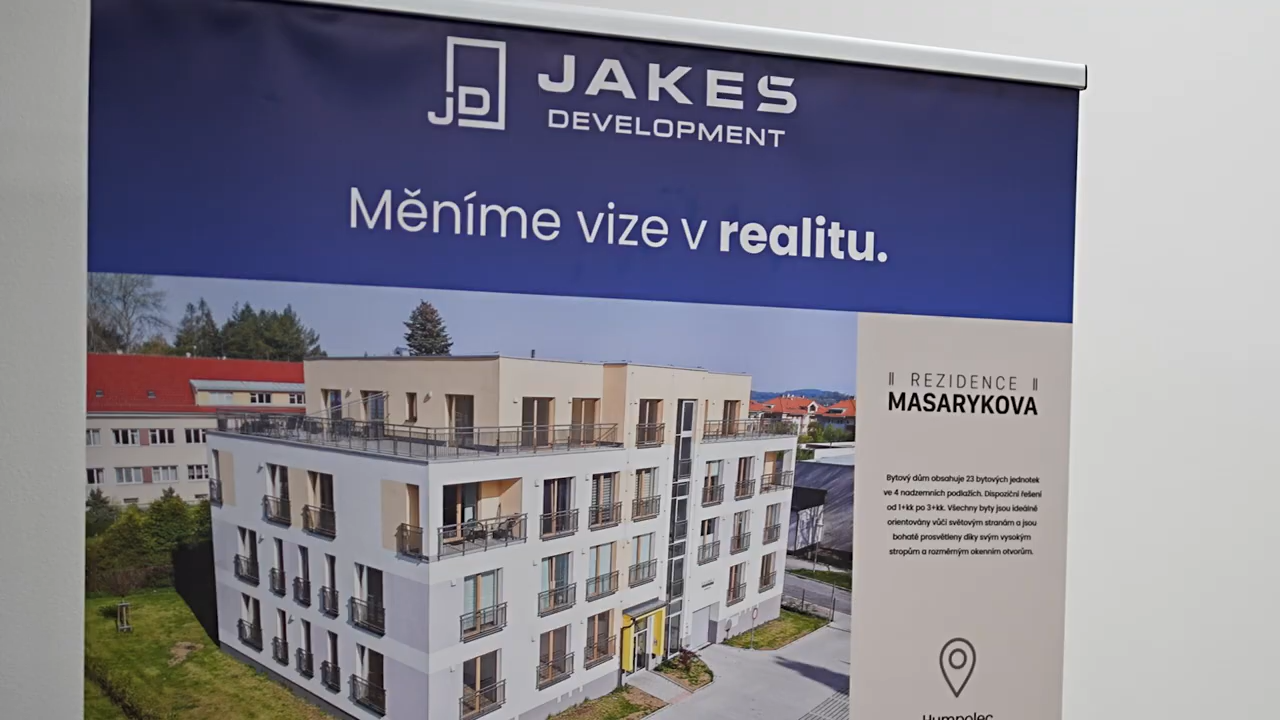 JD JAKES
DEVELOPMENT
Měníme vize v realitu.
REZIDENCE
MASARYKOVA
Bytový dům obsahuje 23 bytových jednotek
ve 4 nadzemních podlažích. Dispoziční řešení
od 1+kk po 3+kk. Všechny byty jsou ideálně
orientovány vůči světovým stranám a jsou
bohatě prosvětleny díky svým vysokým
stropům a rozměrným okenním otvorům.
Humpolec